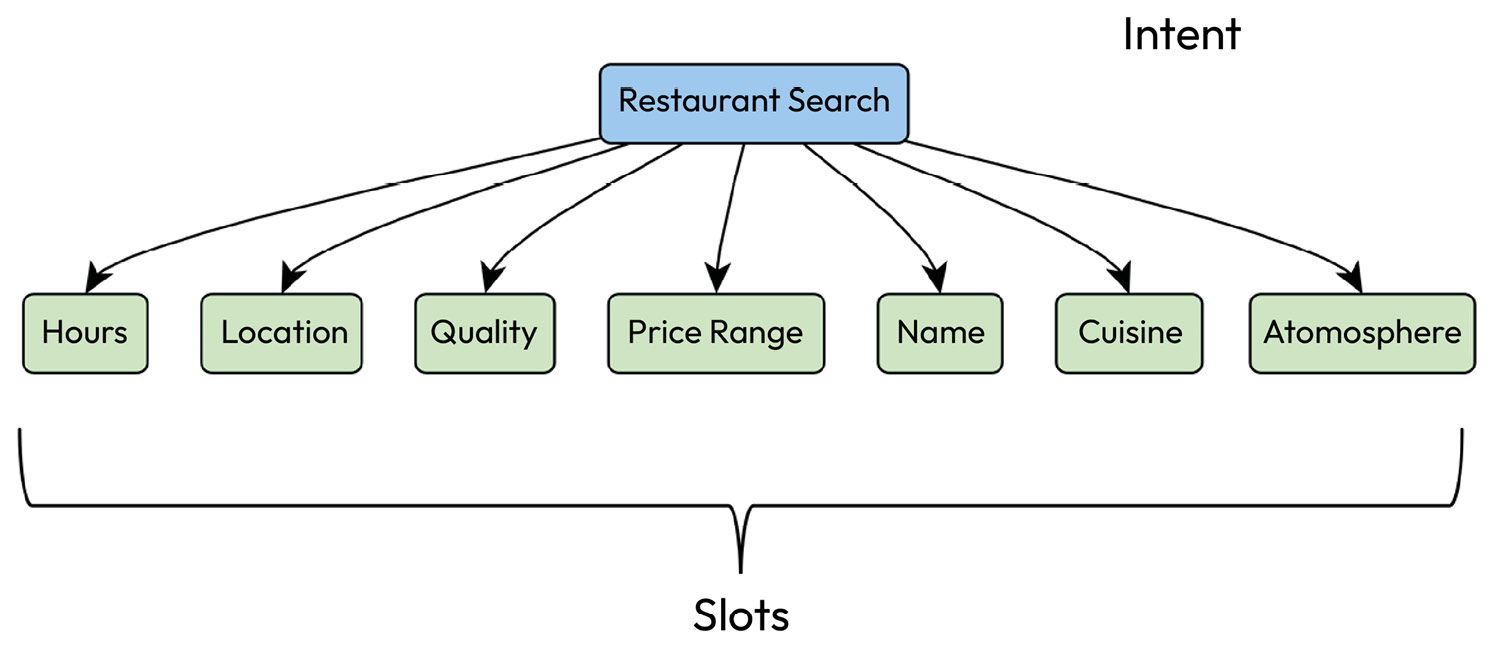 Intent
Restaurant Search
Hours
Location
Quality
Price Range
Name
Cuisine
Atomosphere
Slots